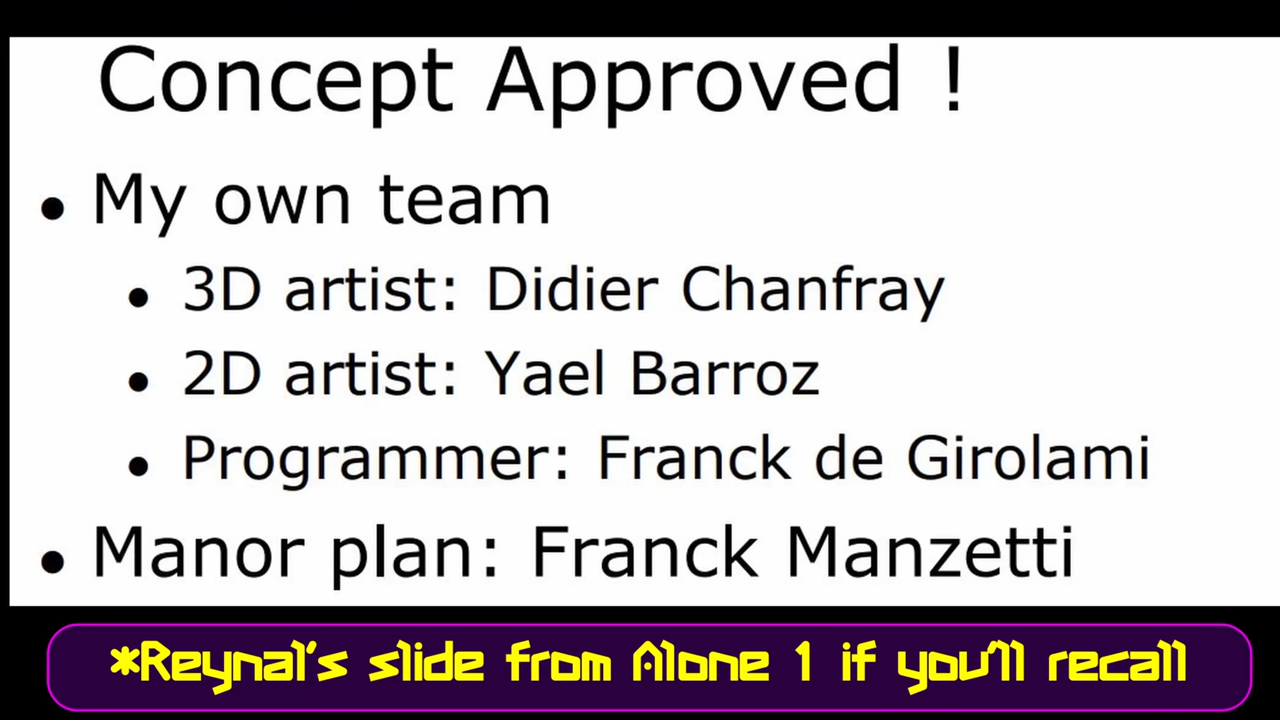 Concept Approved !
• My own team
• 3D artist: Didier Chanfray
• 2D artist: Yael Barroz
• Programmer: Franck de Girolami
• Manor plan: Franck Manzetti
*Reynal's slide from Alone 1 if you'll recall